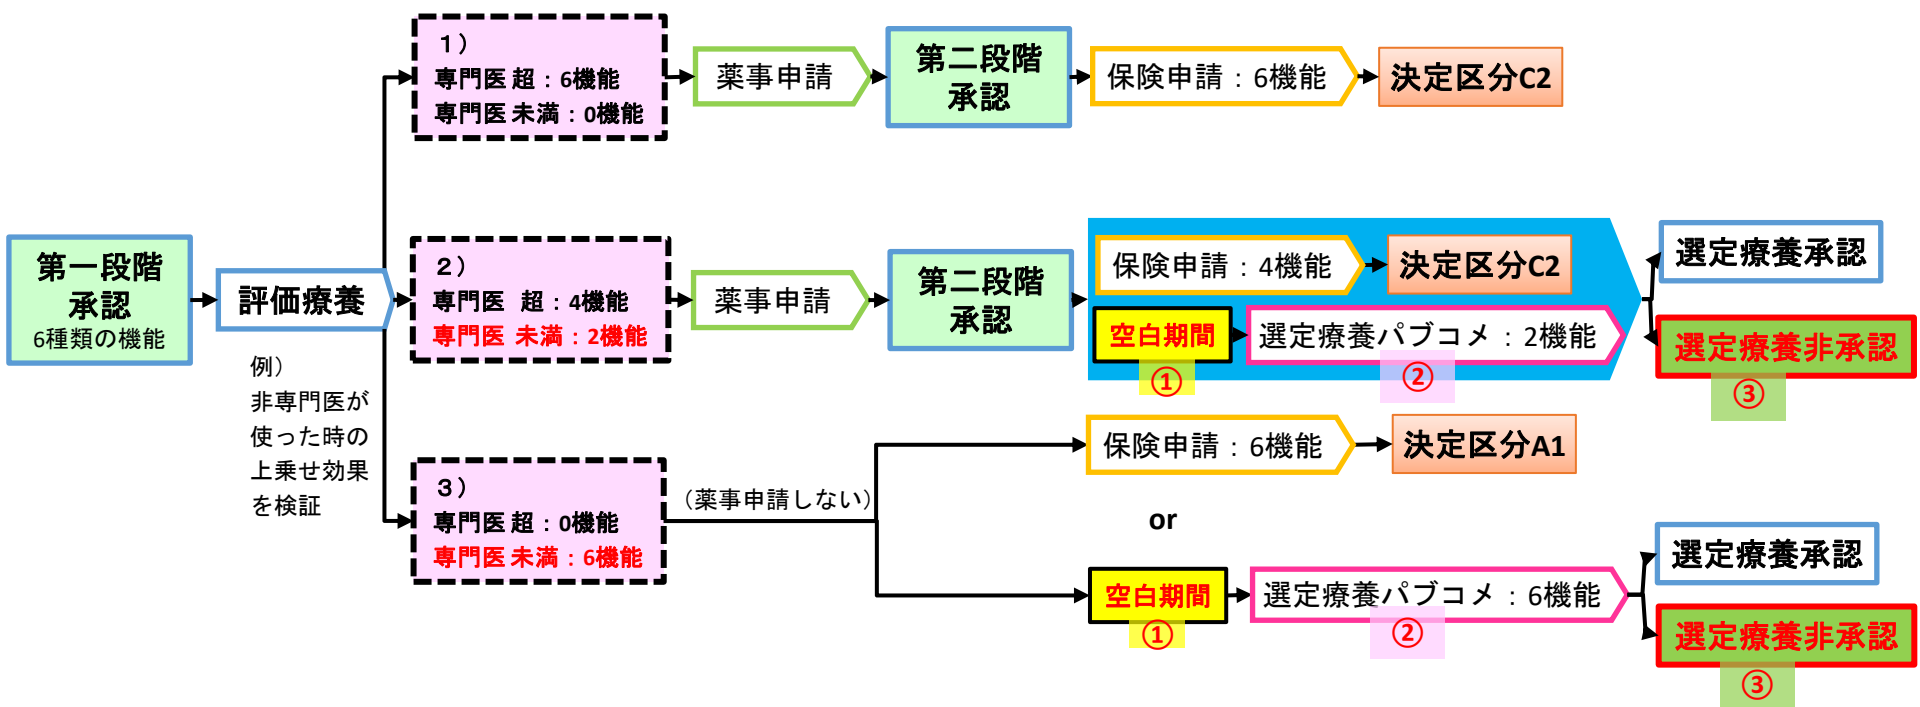 第一段階
承認
6種類の機能
評価療養
例）
非専門医が
使った時の
上乗せ効果
を検証
１）
専門医 超：6機能
専門医 未満：0機能
薬事申請
第二段階
承認
保険申請：6機能
決定区分C2
２）
専門医 超：4機能
専門医 未満：2機能
薬事申請
第二段階
承認
保険申請：4機能
決定区分C2
空白期間
①
選定療養パブコメ：2機能
②
選定療養承認
選定療養非承認
③
３）
専門医 超：0機能
専門医 未満：6機能
（薬事申請しない）
保険申請：6機能
決定区分A1
or
空白期間
①
選定療養パブコメ：6機能
②
選定療養承認
選定療養非承認
③